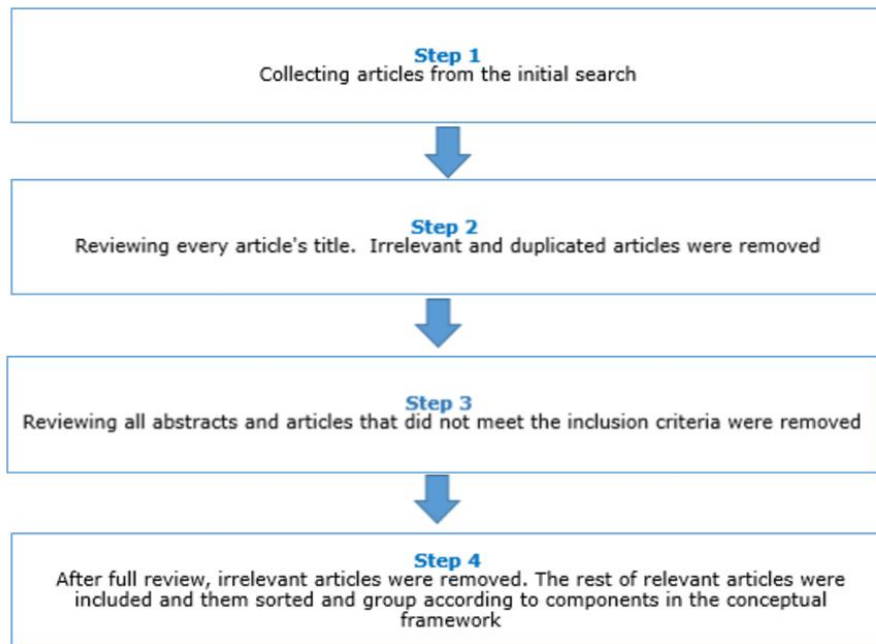 Step 1
Collecting articles from the initial search
Step 2
Reviewing every article's title.  Irrelevant and duplicated articles were removed
Step 3
Reviewing all abstracts and articles that did not meet the inclusion criteria were removed
Step 4
After full review, irrelevant articles were removed. The rest of relevant articles were
included and them sorted and group according to components in the conceptual
framework